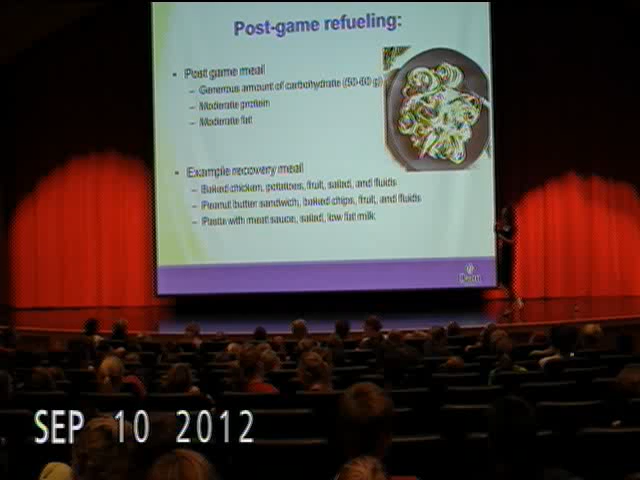 Post-game refueling:
• Post game meal
– Generous amount of carbohydrate (60-80 g)
– Moderate protein
– Moderate fat
• Example recovery meal
– Baked chicken, potatoes, fruit, salad, and fluids
– Peanut butter sandwich, baked chips, fruit, and fluids
– Pasta with meat sauce, salad, low fat milk
SEP 10 2012